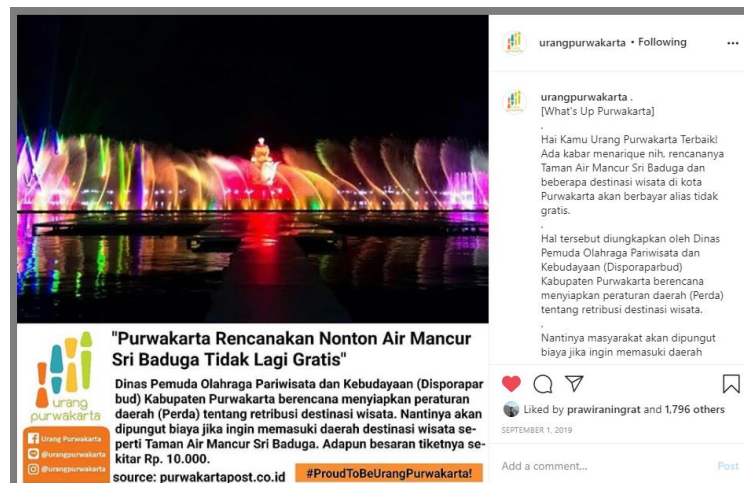 urangpurwakarta • Following
urangpurwakarta .
[What's Up Purwakarta]
.
Hai Kamu Urang Purwakarta Terbaik!
Ada kabar menarique nih, rencananya
Taman Air Mancur Sri Baduga dan
beberapa destinasi wisata di kota
Purwakarta akan berbayar alias tidak
gratis.
.
Hal tersebut diungkapkan oleh Dinas
Pemuda Olahraga Pariwisata dan
Kebudayaan (Disporaparbud)
Kabupaten Purwakarta berencana
menyiapkan peraturan daerah (Perda)
tentang retribusi destinasi wisata.
.
Nantinya masyarakat akan dipungut
biaya jika ingin memasuki daerah
Liked by prawiraningrat and 1,796 others
SEPTEMBER 1, 2019
Add a comment...
Post
"Purwakarta Rencanakan Nonton Air Mancur
Sri Baduga Tidak Lagi Gratis"
Dinas Pemuda Olahraga Pariwisata dan Kebudayaan (Disporapar
bud) Kabupaten Purwakarta berencana menyiapkan peraturan
daerah (Perda) tentang retribusi destinasi wisata. Nantinya akan
dipungut biaya jika ingin memasuki daerah destinasi wisata se-
perti Taman Air Mancur Sri Baduga. Adapun besaran tiketnya se-
kitar Rp. 10.000.
source: purwakartapost.co.id
#ProudToBeUrangPurwakarta!
urang
purwakarta
Urang Purwakarta
@urangpurwakarta
@urangpurwakarta